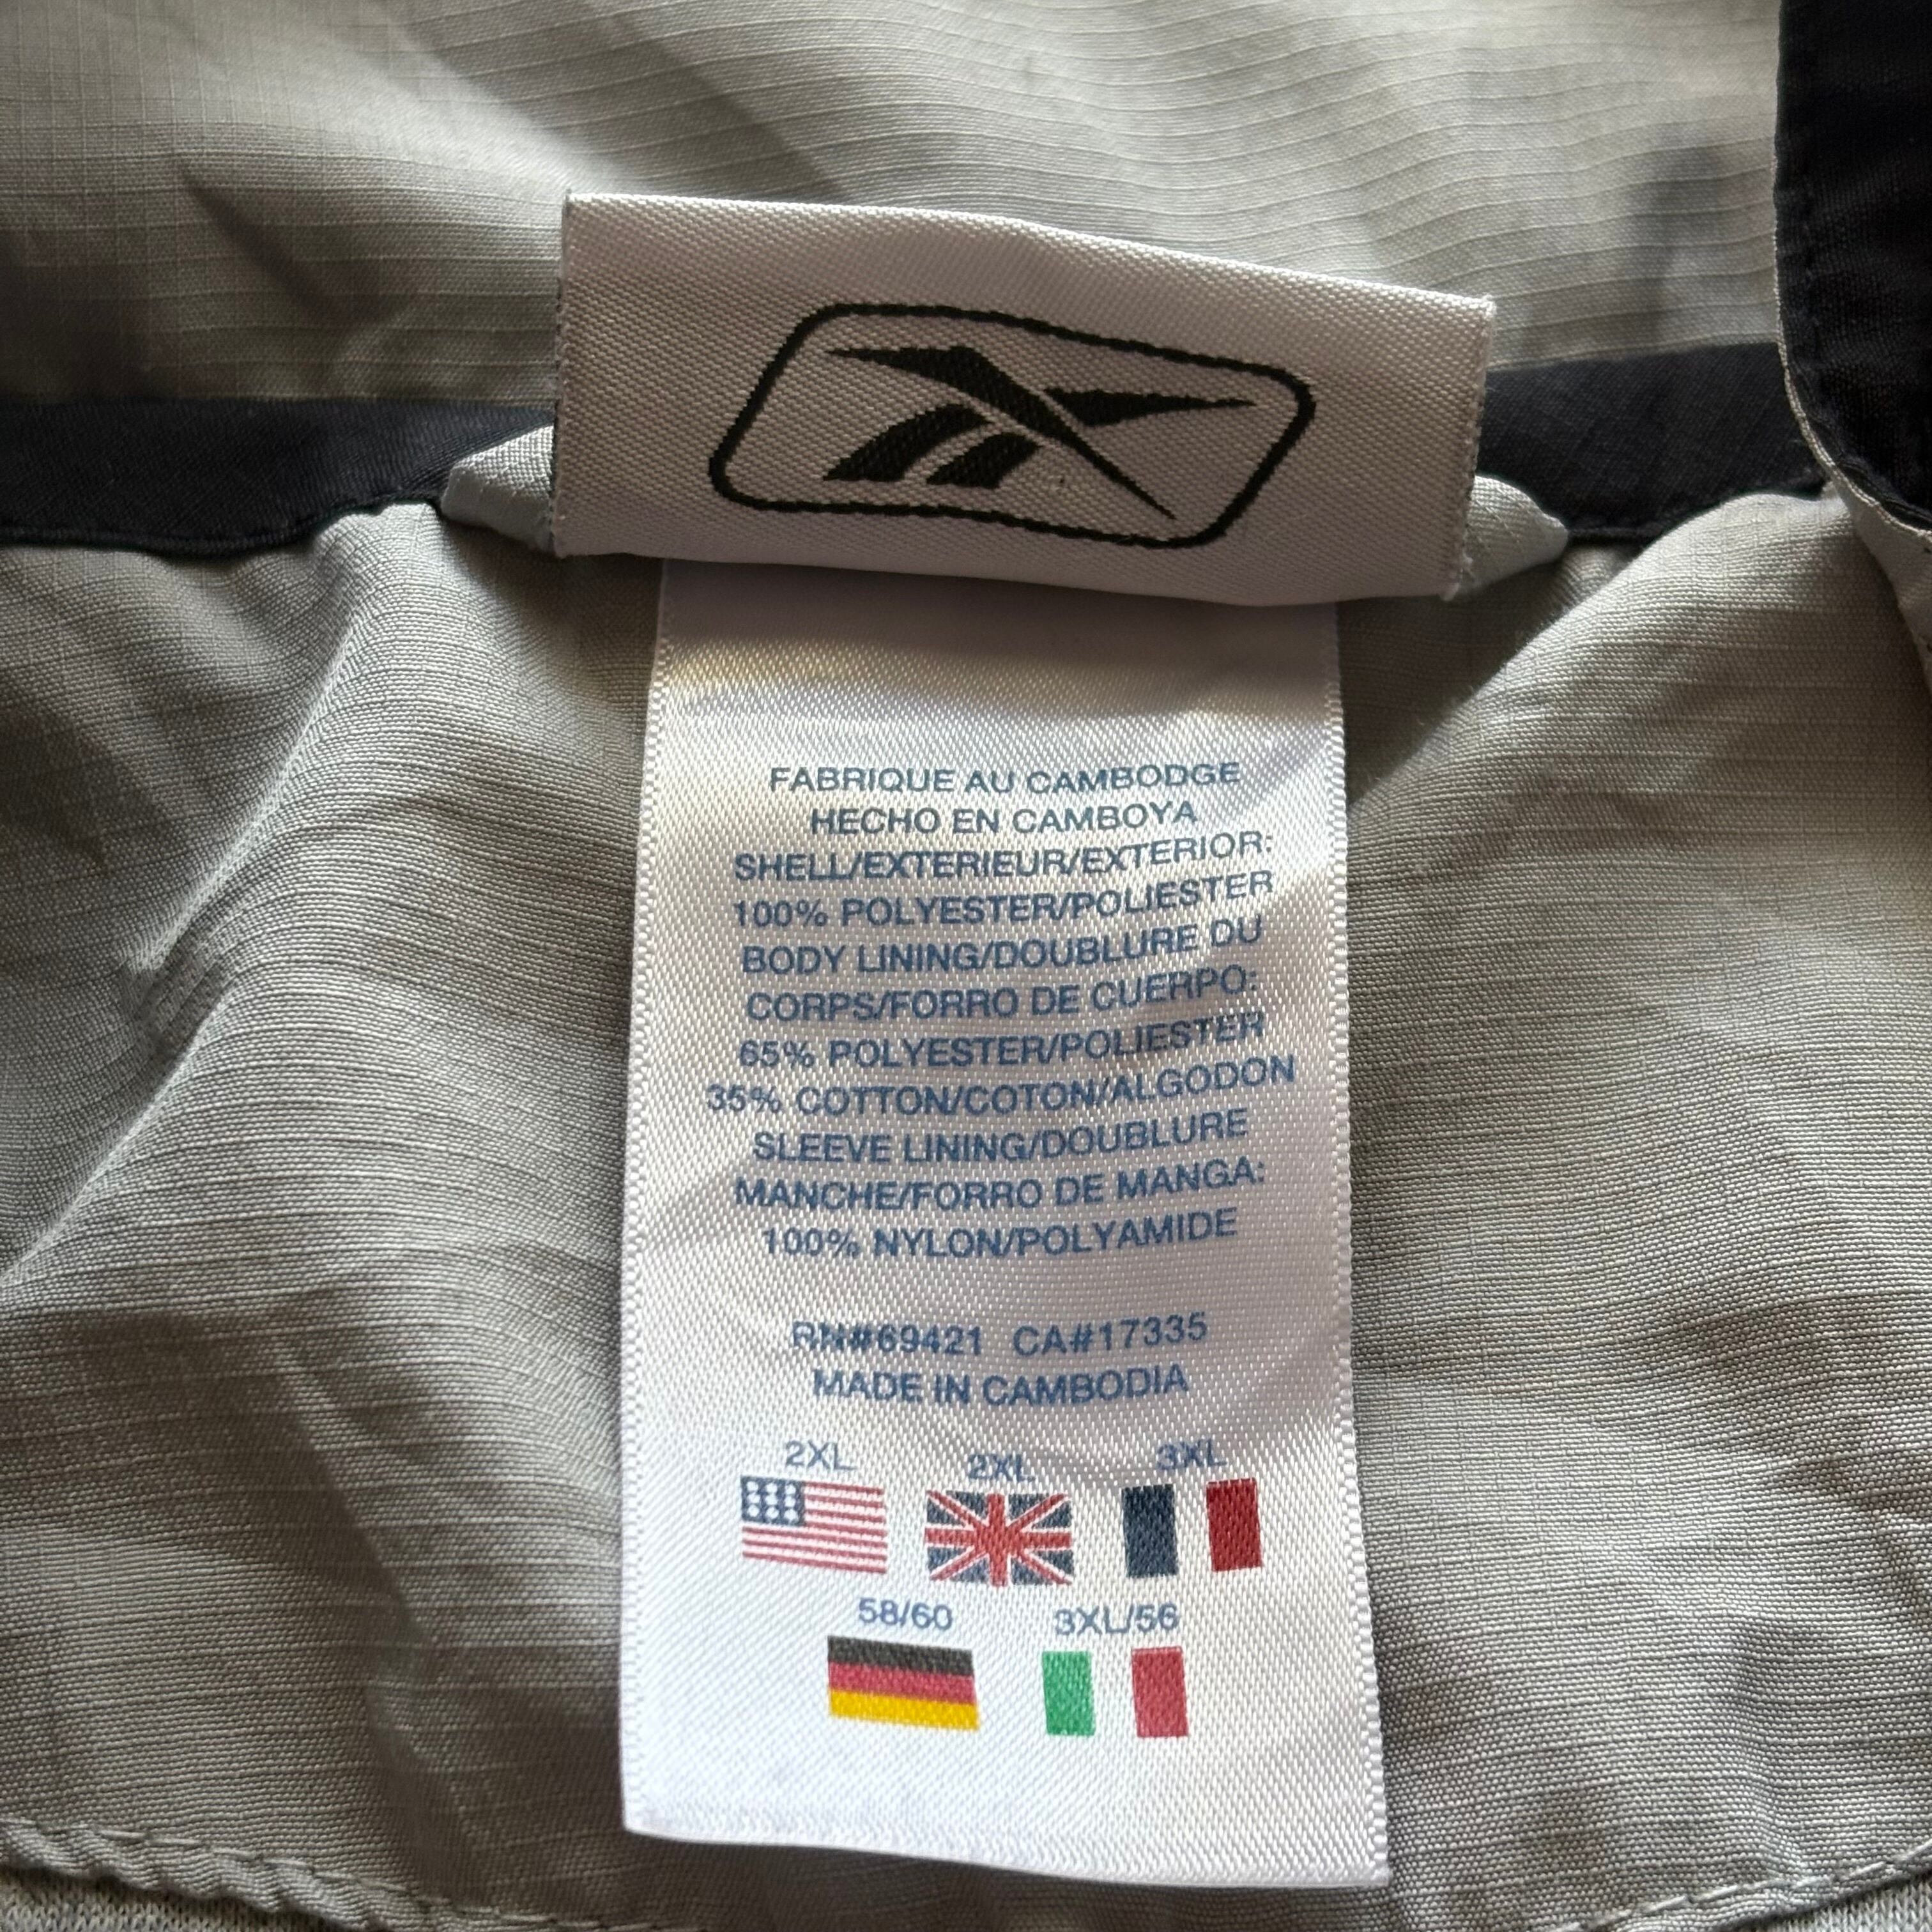 FABRIQUE AU CAMBODGE
HECHO EN CAMBOYA
SHELL/EXTERIEUR/EXTERIOR:
100% POLYESTER/POLIESTER
BODY LINING/DOUBLURE DU
CORPS/FORRO DE CUERPO:
65% POLYESTER/POLIESTER
35% COTTON/COTON/ALGODON
SLEEVE LINING/DOUBLURE
MANCHE/FORRO DE MANGA:
100% NYLON/POLYAMIDE
RN#69421 CA#17335
MADE IN CAMBODIA
2XL 2XL 3XL
58/60 3XL/56